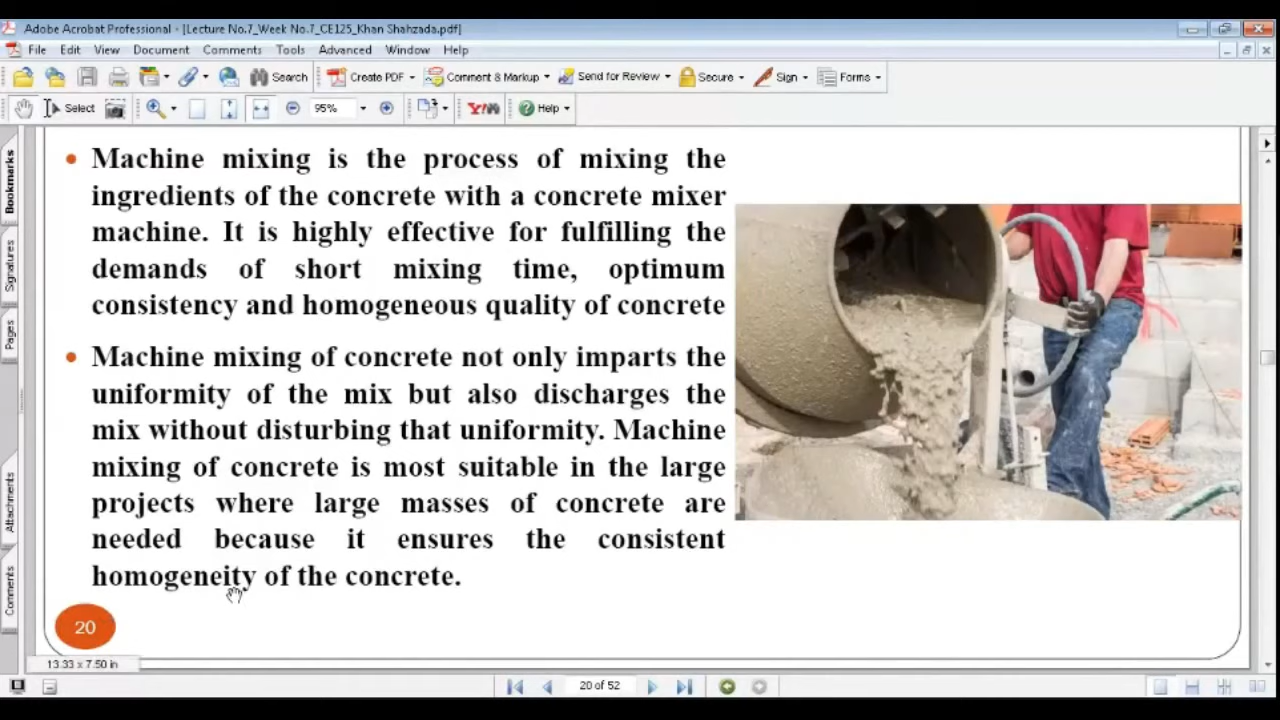 Adobe Acrobat Professional - [Lecture No.7_Week No.7_CE125_Khan Shahzada.pdf]
File Edit View Document Comments Tools Advanced Window Help
Search Create PDF Comment & Markup Send for Review Secure Sign Forms
Select 95% Y! Help
Bookmarks
Signatures
Pages
Attachments
Comments
• Machine mixing is the process of mixing the
ingredients of the concrete with a concrete mixer
machine. It is highly effective for fulfilling the
demands of short mixing time, optimum
consistency and homogeneous quality of concrete
• Machine mixing of concrete not only imparts the
uniformity of the mix but also discharges the
mix without disturbing that uniformity. Machine
mixing of concrete is most suitable in the large
projects where large masses of concrete are
needed because it ensures the consistent
homogeneity of the concrete.
20
13.33 x 7.50 in
20 of 52